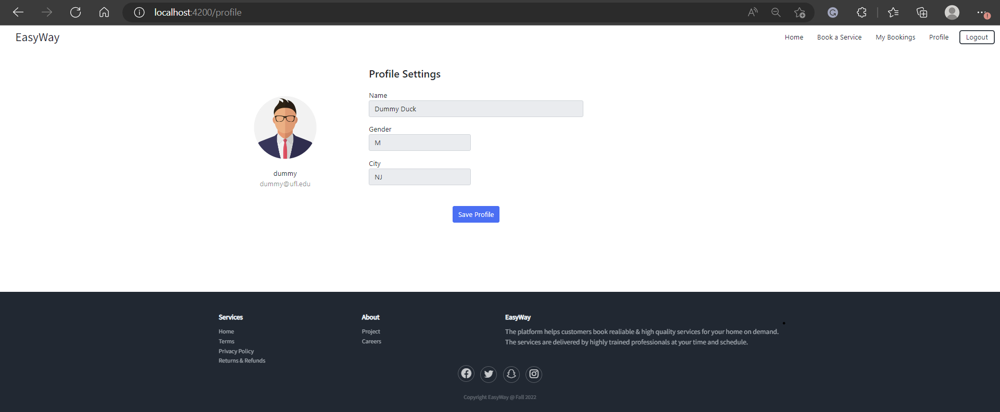 localhost:4200/profile
EasyWay
Home Book a Service My Bookings Profile Logout
Profile Settings
Name
Dummy Duck
Gender
M
City
NJ
dummy
dummy@ufl.edu
Save Profile
Services
Home
Terms
Privacy Policy
Returns & Refunds
About
Project
Careers
EasyWay
The platform helps customers book realiable & high quality services for your home on demand.
The services are delivered by highly trained professionals at your time and schedule.
Copyright EasyWay @ Fall 2022